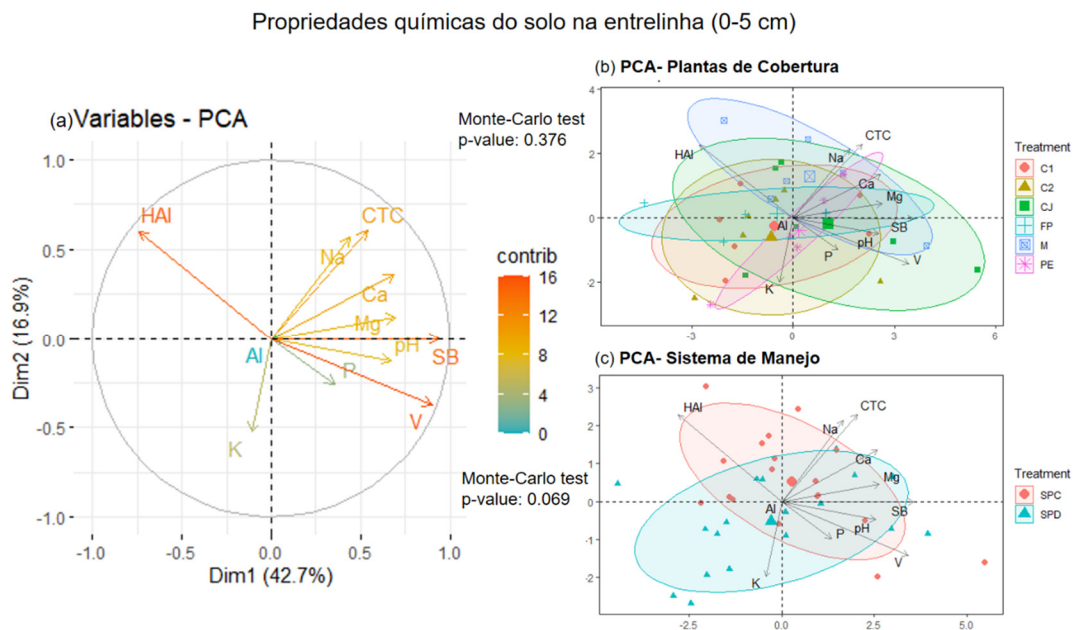 Propriedades químicas do solo na entrelinha (0-5 cm)
(a) Variables - PCA
Monte-Carlo test
p-value: 0.376
1.0
0.5
0.0
-0.5
-1.0
Dim2 (16.9%)
HAl
CTC
Na
Ca
Mg
pH
SB
Al
P
V
K
-1.0
-0.5
0.0
0.5
1.0
Dim1 (42.7%)
contrib
16
12
8
4
0
Monte-Carlo test
p-value: 0.069
(b) PCA- Plantas de Cobertura
4
2
0
2
HAl
Na
CTC
Ca
Mg
Al
SB
pH
P
V
K
-3
0
3
6
Treatment
C1
C2
CJ
FP
M
PE
(c) PCA- Sistema de Manejo
3
2
1
0
-1
-2
HAl
CTC
Na
Ca
Mg
Al
SB
pH
P
V
K
-2.5
0.0
2.5
5.0
Treatment
SPC
SPD